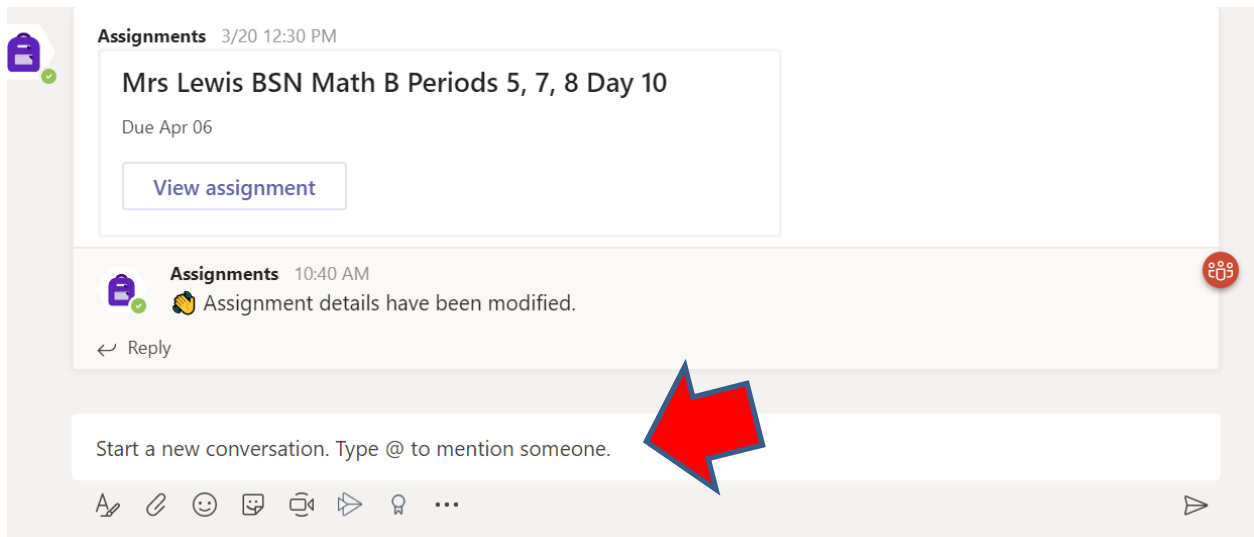 Assignments 3/20 12:30 PM
Mrs Lewis BSN Math B Periods 5, 7, 8 Day 10
Due Apr 06
View assignment
Assignments 10:40 AM
👋 Assignment details have been modified.
Reply
Start a new conversation. Type @ to mention someone.